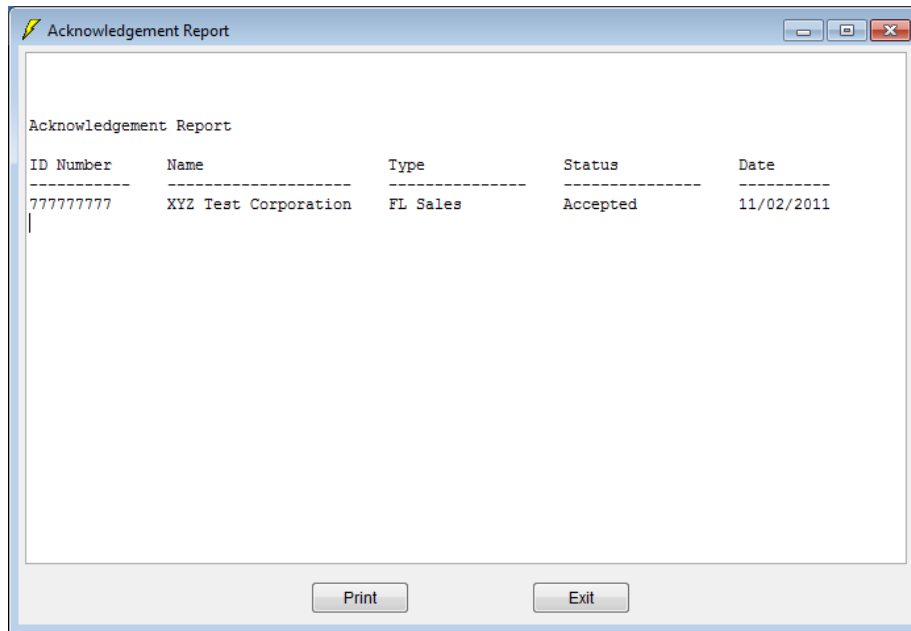 Acknowledgement Report
Acknowledgement Report
ID Number Name Type Status Date
----------- -------------------- --------------- --------------- ----------
777777777 XYZ Test Corporation FL Sales Accepted 11/02/2011
Print Exit